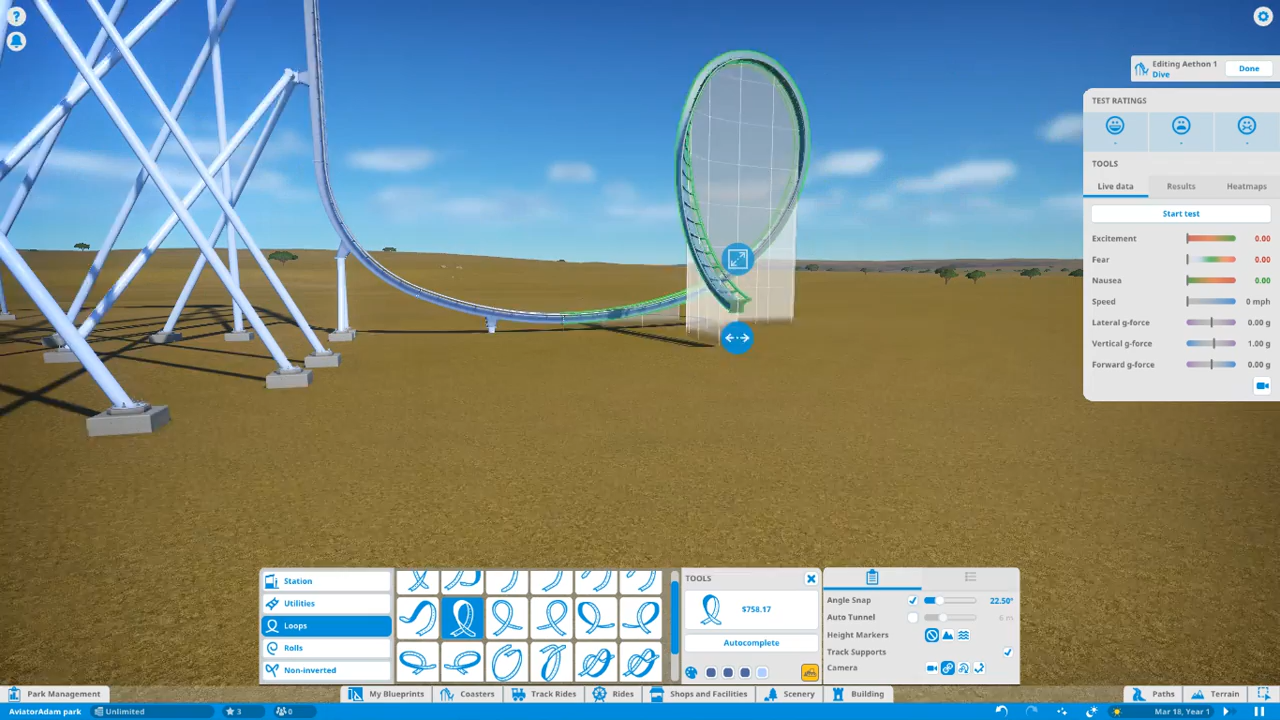 ?
Editing Aethon 1
Dive
Done
TEST RATINGS
- - -
TOOLS
Live data Results Heatmaps
Start test
Excitement 0.00
Fear 0.00
Nausea 0.00
Speed 0 mph
Lateral g-force 0.00 g
Vertical g-force 1.00 g
Forward g-force 0.00 g
Station
Utilities
Loops
Rolls
Non-inverted
TOOLS
$758.17
Autocomplete
Angle Snap 22.50°
Auto Tunnel 6 m
Height Markers
Track Supports
Camera
Park Management
My Blueprints Coasters Track Rides Rides Shops and Facilities Scenery Building
Paths Terrain
AviatorAdam park Unlimited 3 0
Mar 18, Year 1